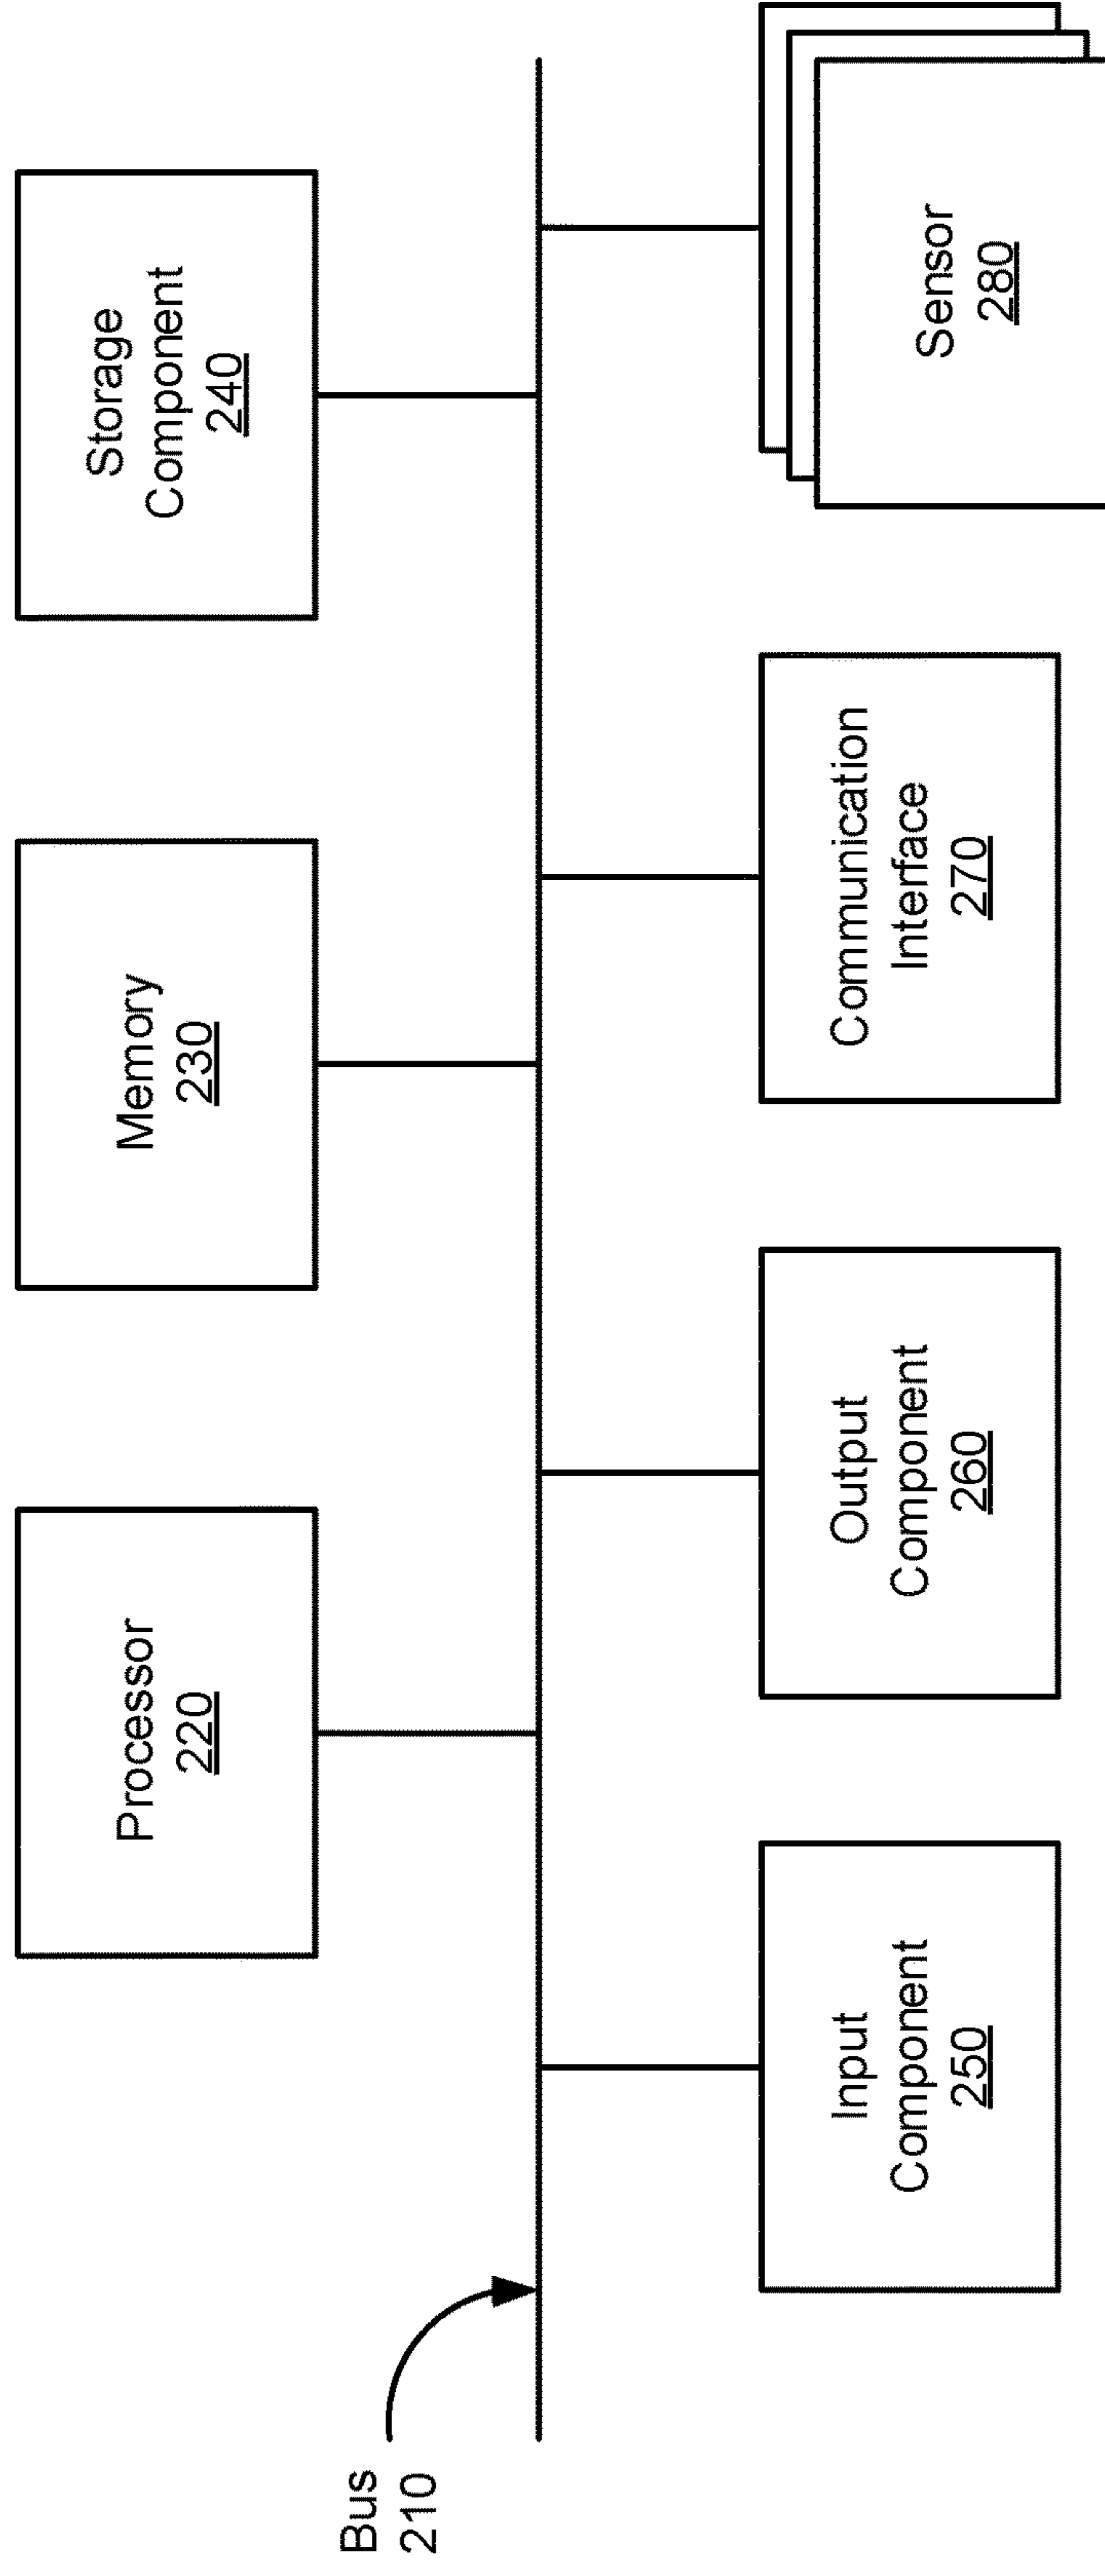 Processor
220
Memory
230
Storage
Component
240
Bus
210
Input
Component
250
Output
Component
260
Communication
Interface
270
Sensor
280